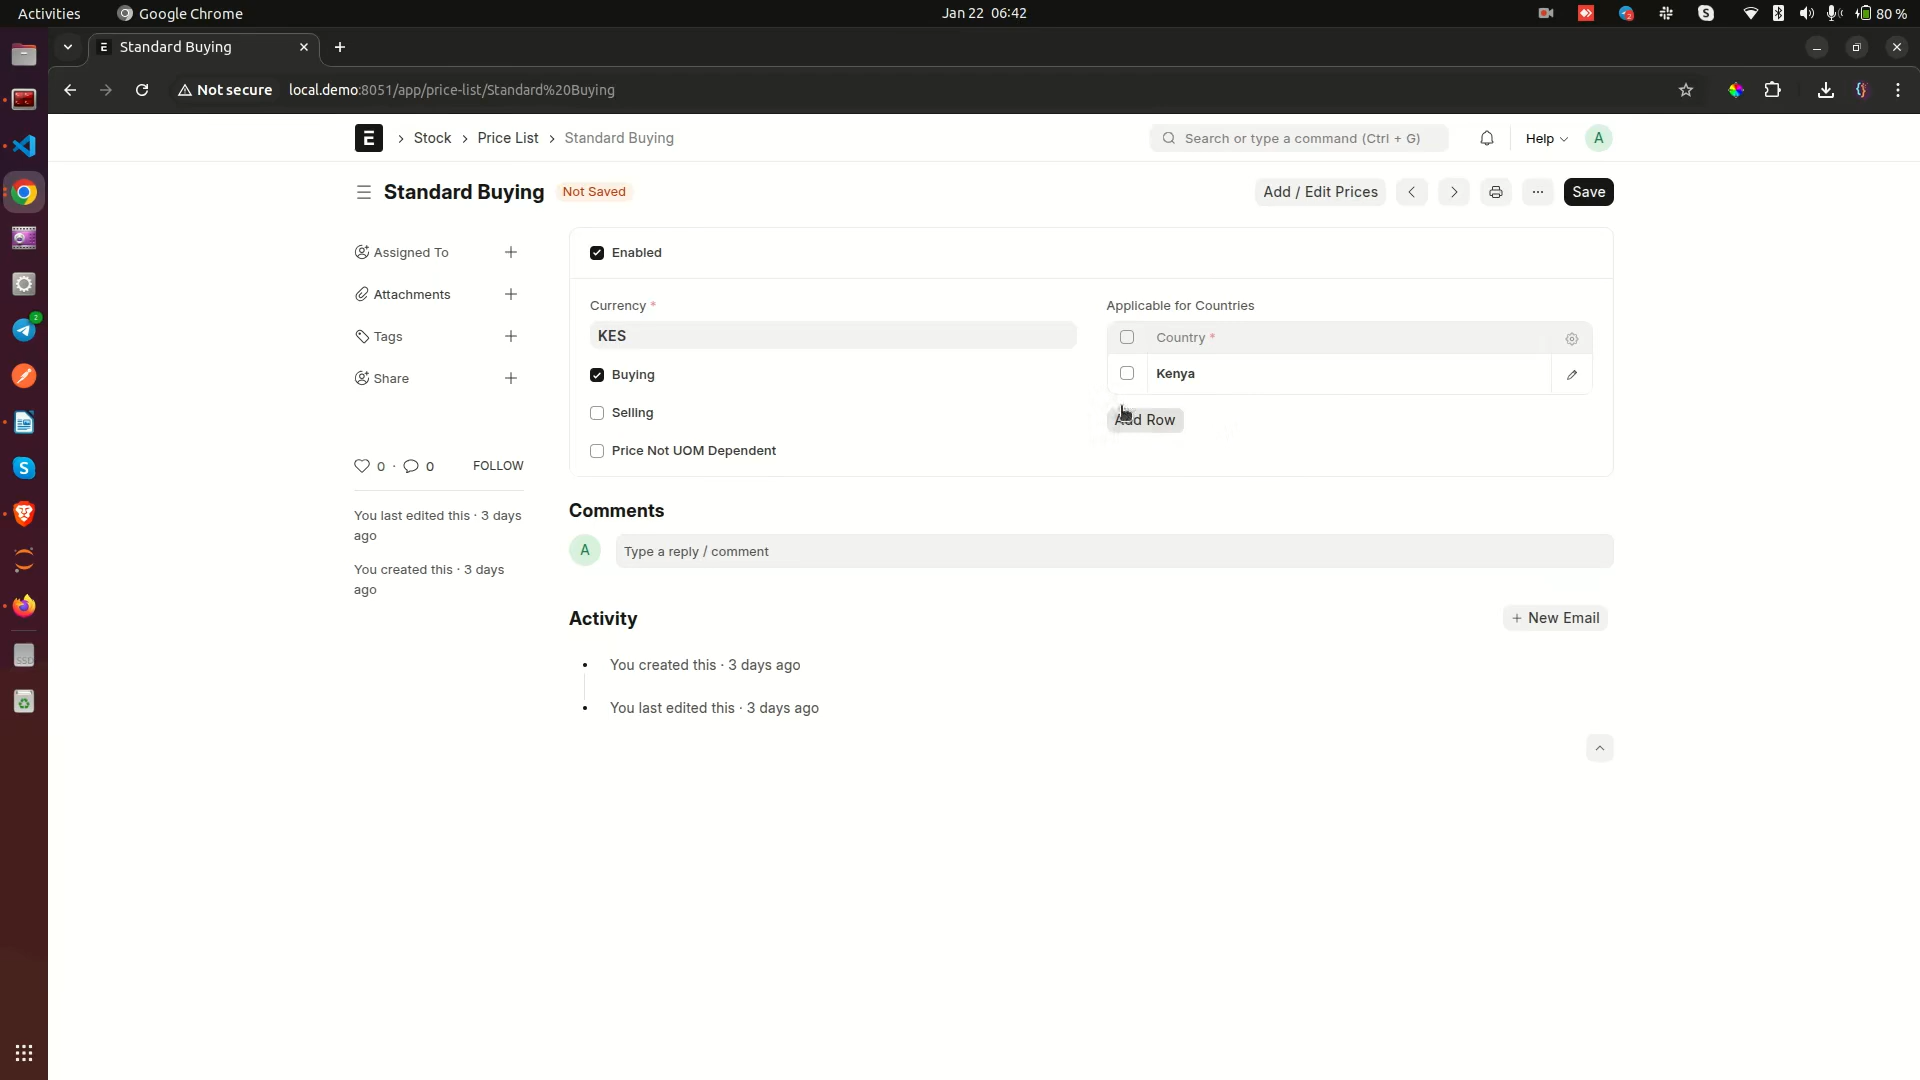 Activities
Google Chrome
Jan 22 06:42
80 %
Standard Buying
Not secure
local.demo:8051/app/price-list/Standard%20Buying
E
Stock
Price List
Standard Buying
Search or type a command (Ctrl + G)
Help
A
Standard Buying
Not Saved
Add / Edit Prices
Save
Assigned To
Attachments
Tags
Share
0 · 0
FOLLOW
You last edited this · 3 days
ago
You created this · 3 days
ago
Enabled
Currency *
KES
Buying
Selling
Price Not UOM Dependent
Applicable for Countries
Country *
Kenya
Add Row
Comments
A
Type a reply / comment
Activity
+ New Email
You created this · 3 days ago
You last edited this · 3 days ago